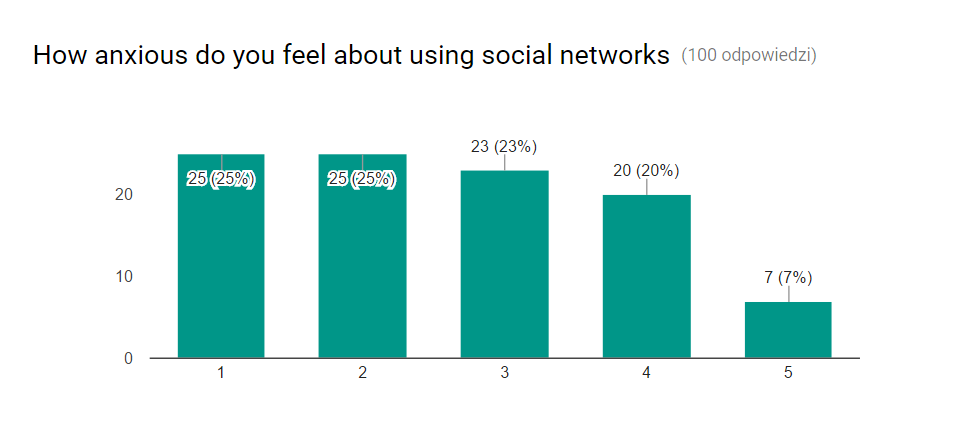 How anxious do you feel about using social networks (100 odpowiedzi)
23 (23%)
20 (20%)
25 (25%) 25 (25%)
20
7 (7%)
10
0
1 2 3 4 5